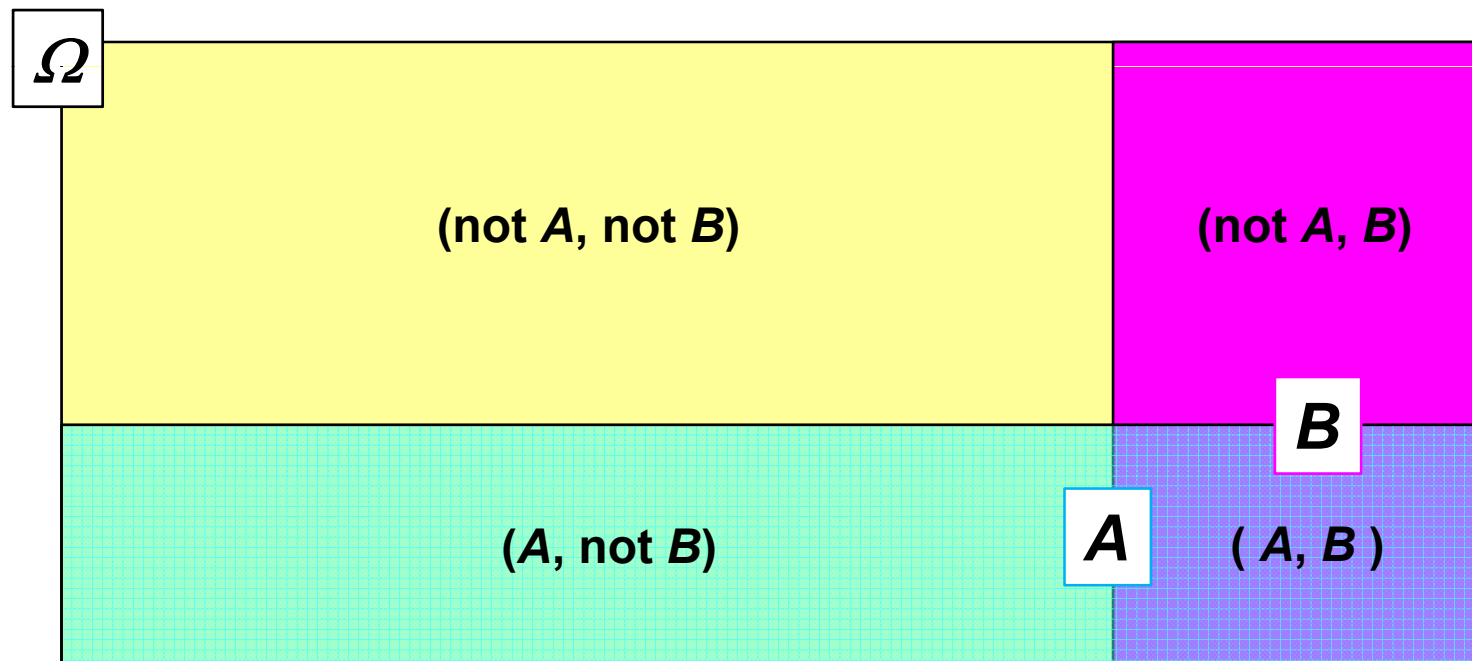 Ω
(not A, not B)
(not A, B)
B
A
(A, not B)
( A, B )